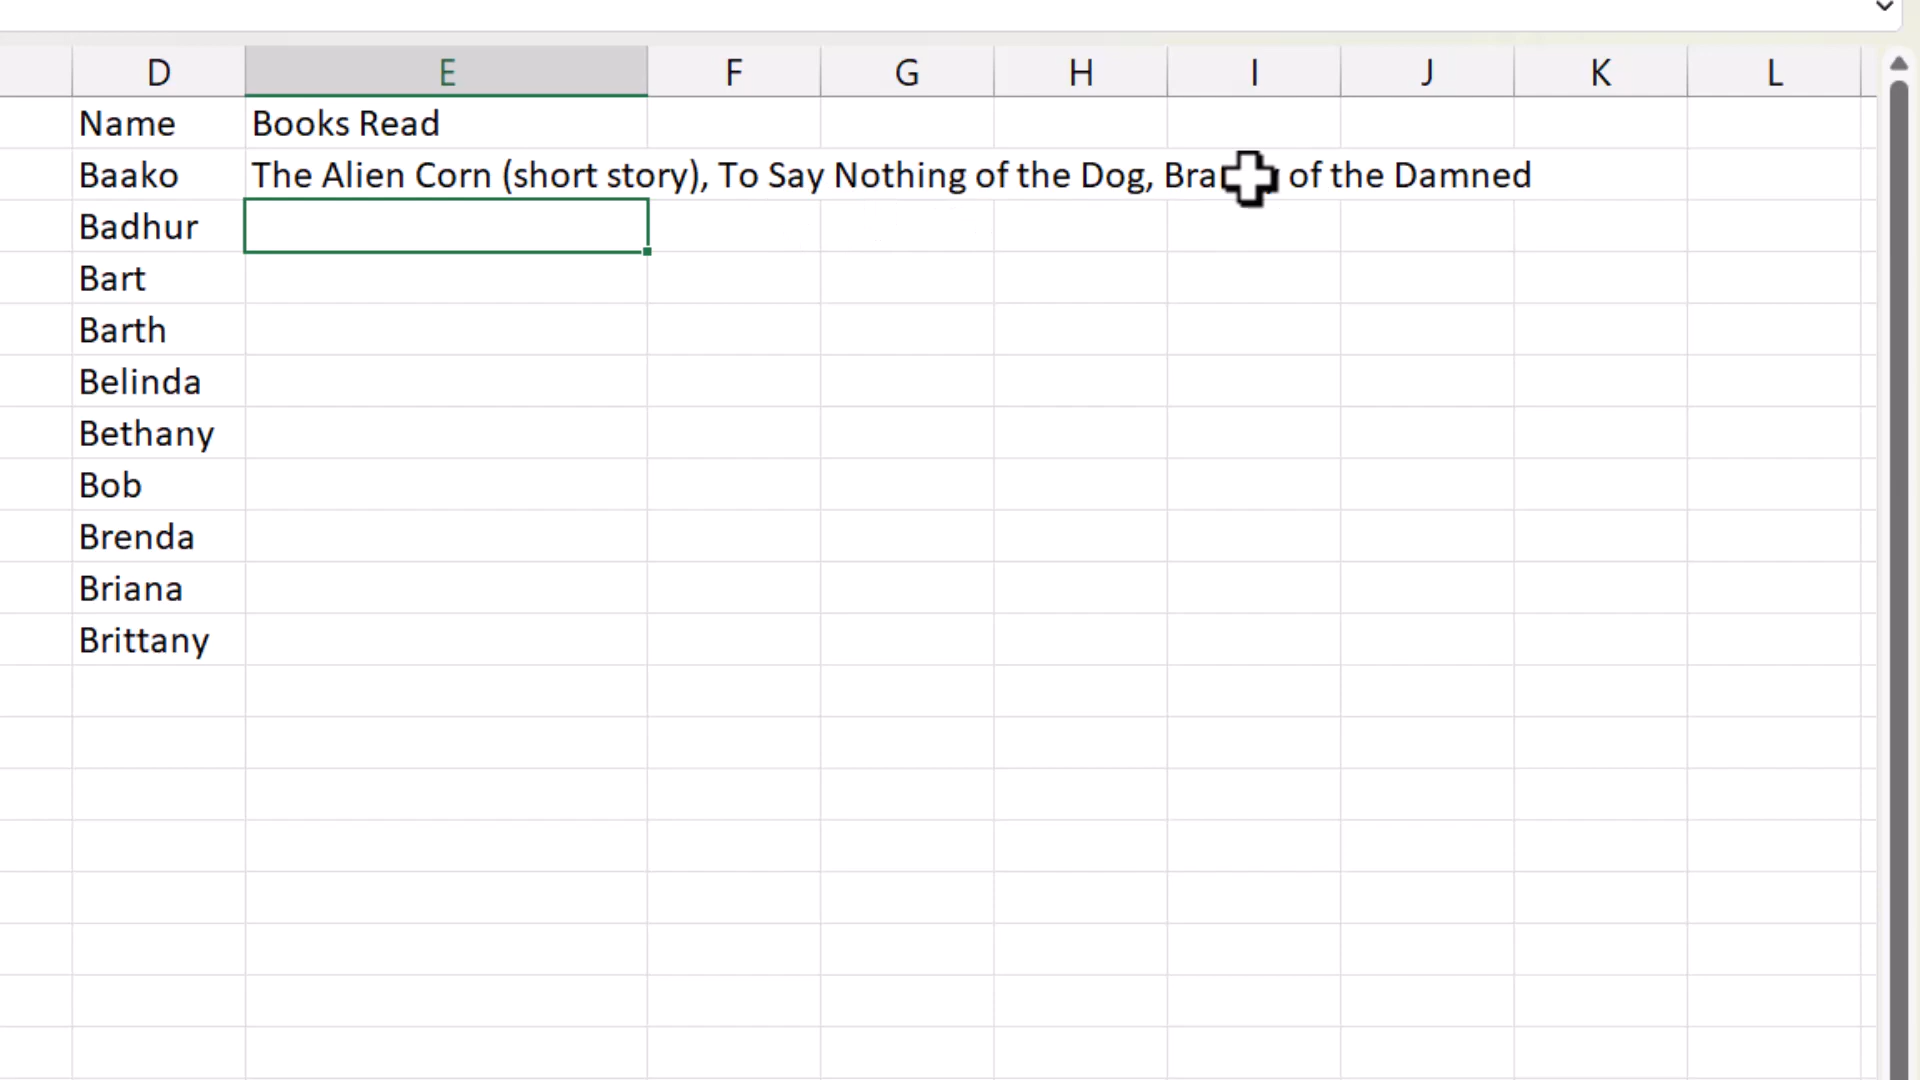 D E F G H I J K L
Name Books Read
Baako The Alien Corn (short story), To Say Nothing of the Dog, of the Damned
Badhur
Bart
Barth
Belinda
Bethany
Bob
Brenda
Briana
Brittany